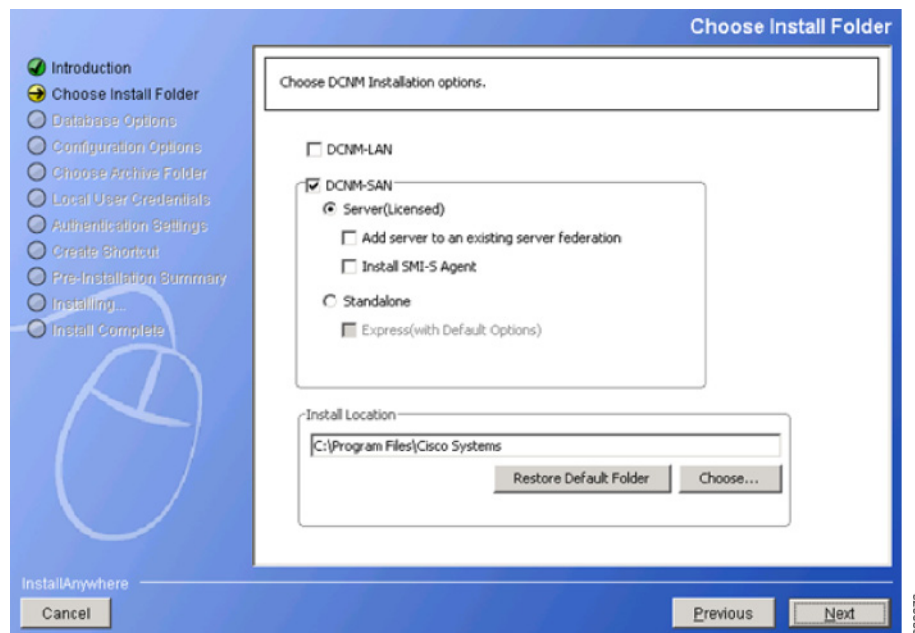 Choose Install Folder
Introduction
Choose Install Folder
Database Options
Configuration Options
Choose Archive Folder
Local User Credentials
Authentication Settings
Create Shortcut
Pre-Installation Summary
Installing...
Install Complete
Choose DCNM Installation options.
DCNM-LAN
DCNM-SAN
Server(Licensed)
Add server to an existing server federation
Install SMI-S Agent
Standalone
Express(with Default Options)
Install Location
C:\Program Files\Cisco Systems
Restore Default Folder
Choose...
InstallAnywhere
Cancel
Previous
Next